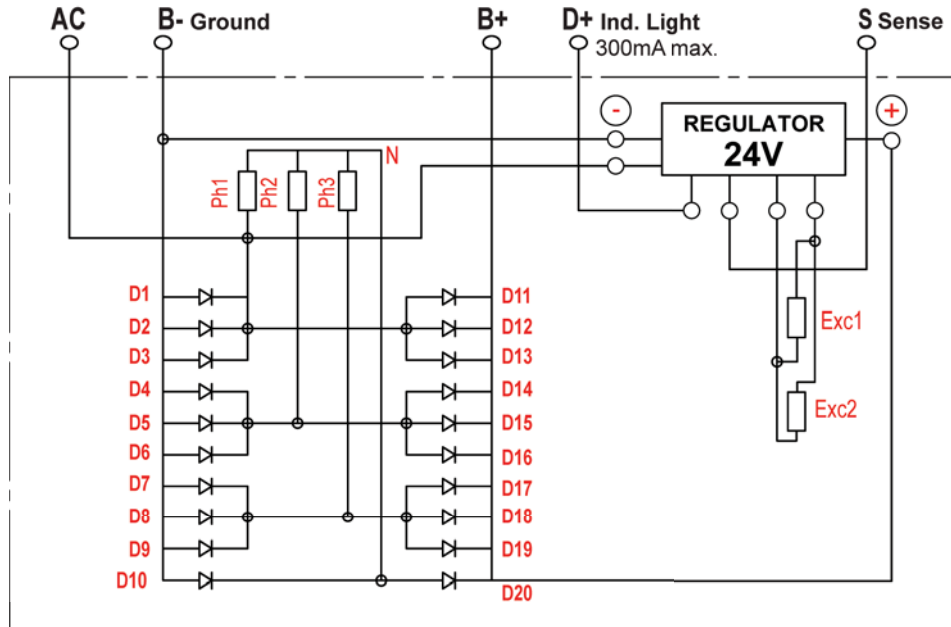 AC
B- Ground
B+
D+ Ind. Light
300mA max.
S Sense
-
+
REGULATOR
24V
N
Ph1
Ph2
Ph3
D1
D11
D2
D12
D3
D13
Exc1
D4
D14
D5
D15
Exc2
D6
D16
D7
D17
D8
D18
D9
D19
D10
D20